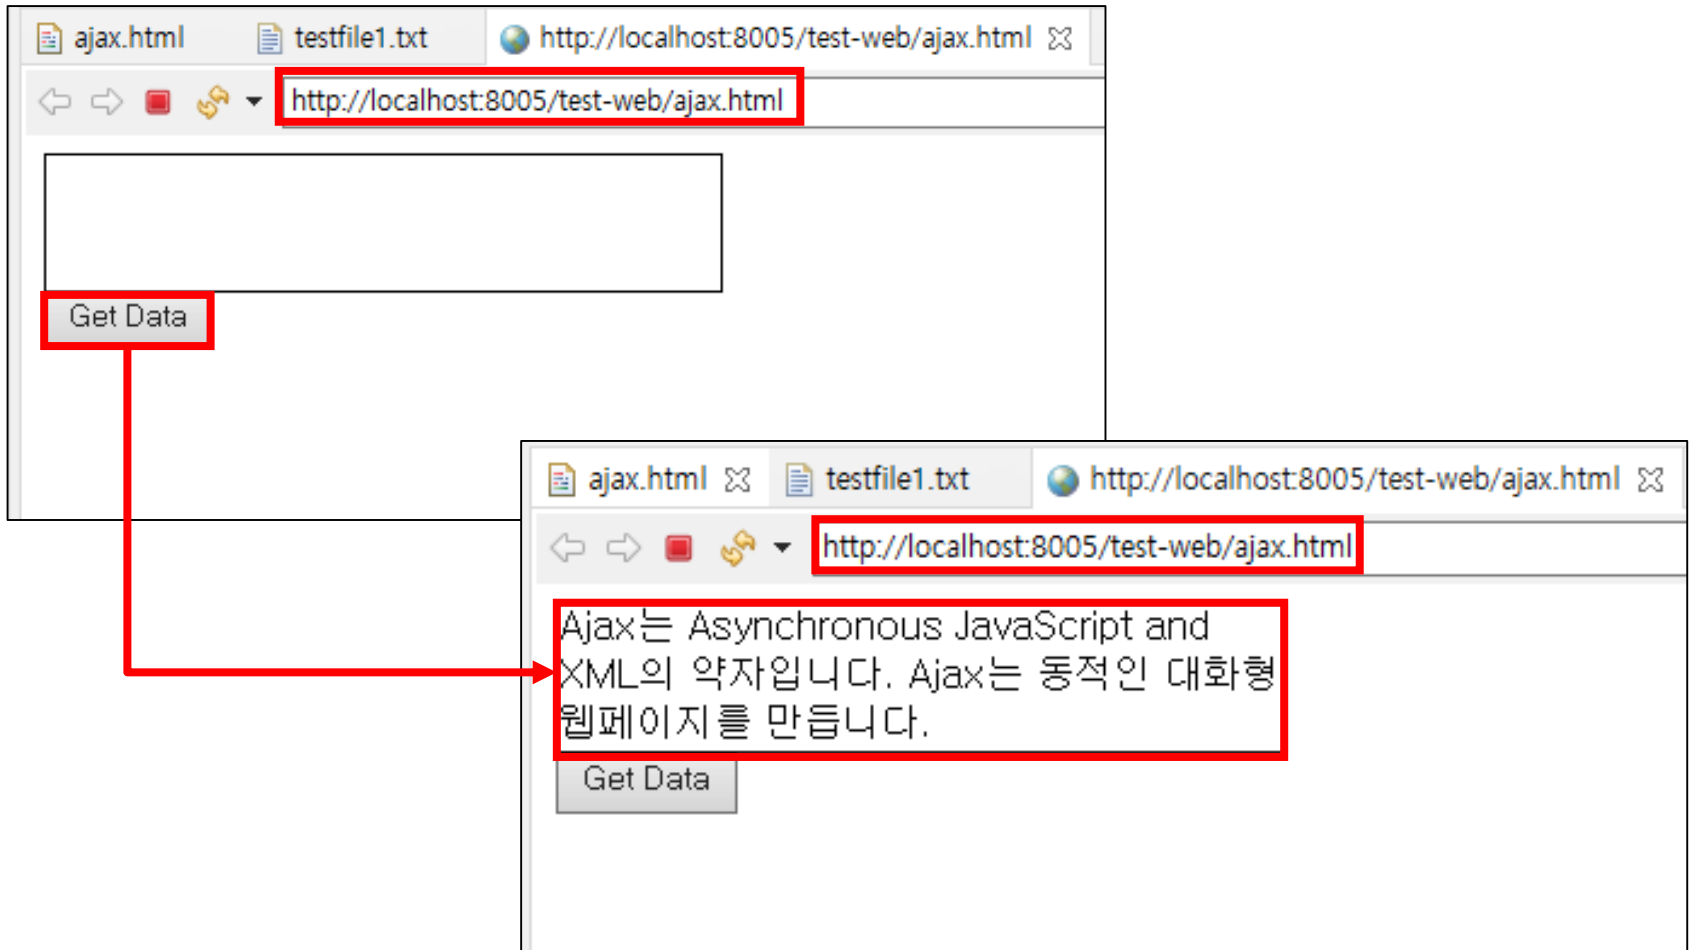 ajax.html
testfile1.txt
http://localhost:8005/test-web/ajax.html
http://localhost:8005/test-web/ajax.html
Get Data
ajax.html
testfile1.txt
http://localhost:8005/test-web/ajax.html
http://localhost:8005/test-web/ajax.html
Ajax는 Asynchronous JavaScript and
XML의 약자입니다. Ajax는 동적인 대화형
웹페이지를 만듭니다.
Get Data